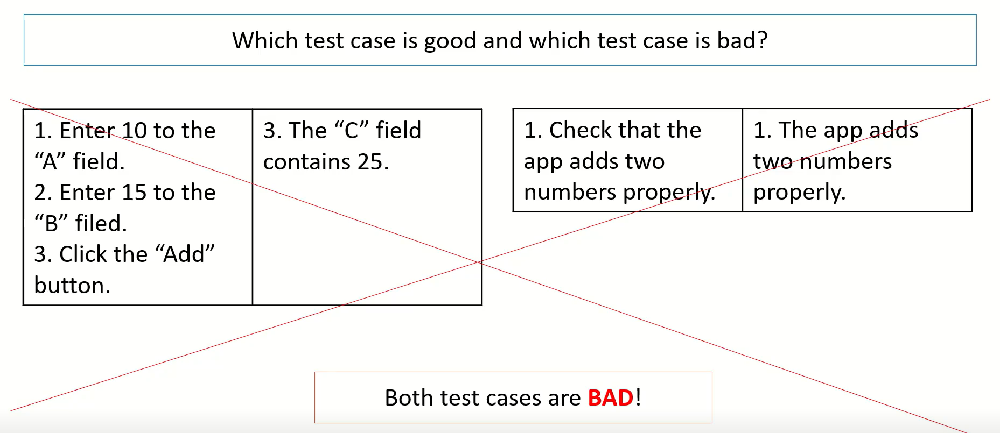 Which test case is good and which test case is bad?
1. Enter 10 to the
“A” field.
2. Enter 15 to the
“B” filed.
3. Click the “Add”
button.
3. The “C” field
contains 25.
1. Check that the
app adds two
numbers properly.
1. The app adds
two numbers
properly.
Both test cases are BAD!